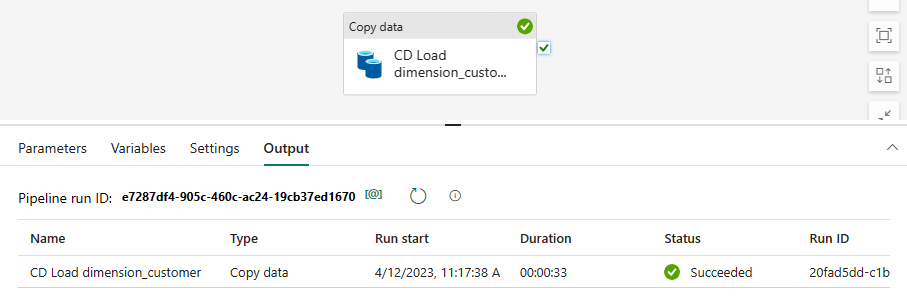 Copy data
CD Load
dimension_custo...
Parameters Variables Settings Output
Pipeline run ID: e7287df4-905c-460c-ac24-19cb37ed1670 [@]
Name Type Run start Duration Status Run ID
CD Load dimension_customer Copy data 4/12/2023, 11:17:38 A 00:00:33 Succeeded 20fad5dd-c1b